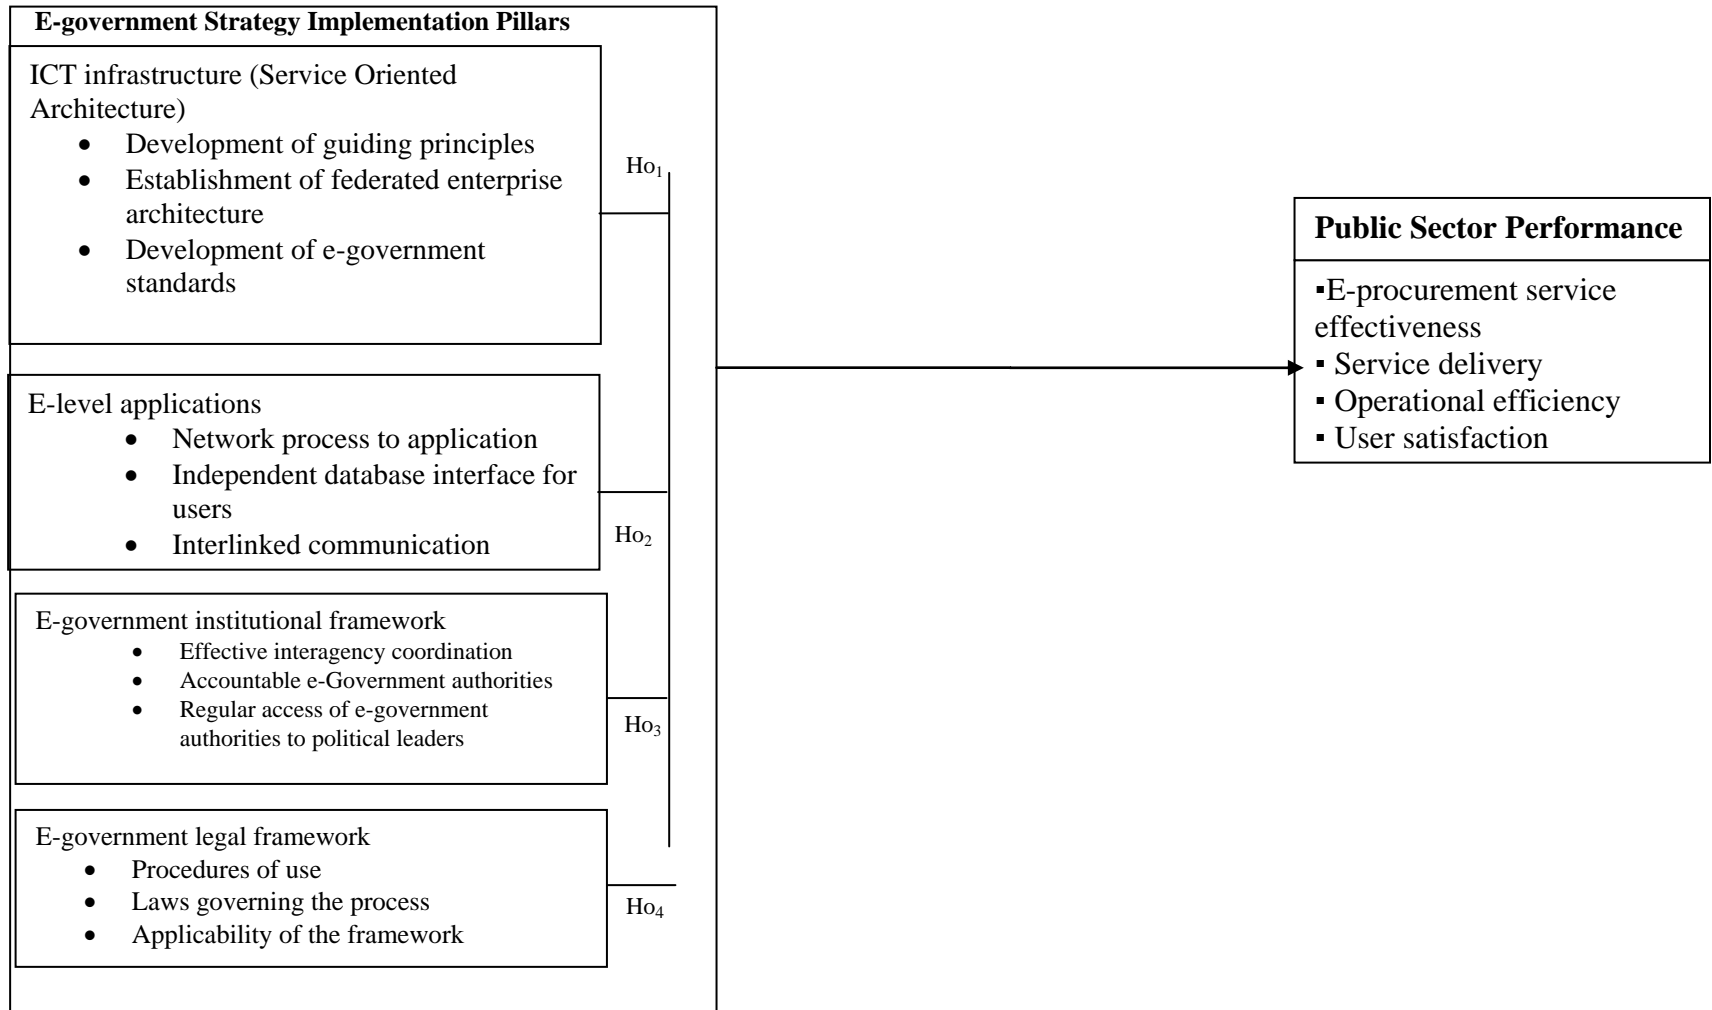 E-government Strategy Implementation Pillars
ICT infrastructure (Service Oriented
Architecture)
• Development of guiding principles
• Establishment of federated enterprise
architecture
• Development of e-government
standards
Ho1
E-level applications
• Network process to application
• Independent database interface for
users
• Interlinked communication
Ho2
E-government institutional framework
• Effective interagency coordination
• Accountable e-Government authorities
• Regular access of e-government
authorities to political leaders
Ho3
E-government legal framework
• Procedures of use
• Laws governing the process
• Applicability of the framework
Ho4
Public Sector Performance
▪E-procurement service
effectiveness
▪ Service delivery
▪ Operational efficiency
▪ User satisfaction